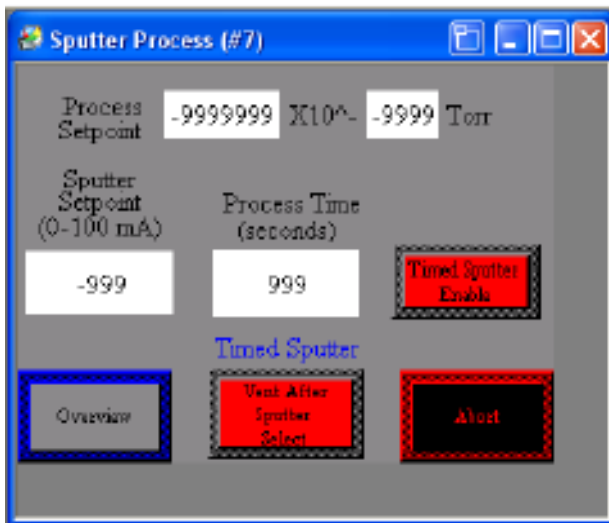 Sputter Process (#7)
Process
Setpoint
-9999999 X10^- -9999 Torr
Sputter
Setpoint
(0-100 mA)
Process Time
(seconds)
-999
999
Timed Sputter
Enable
Timed Sputter
Overview
Vent After
Sputter
Select
Abort